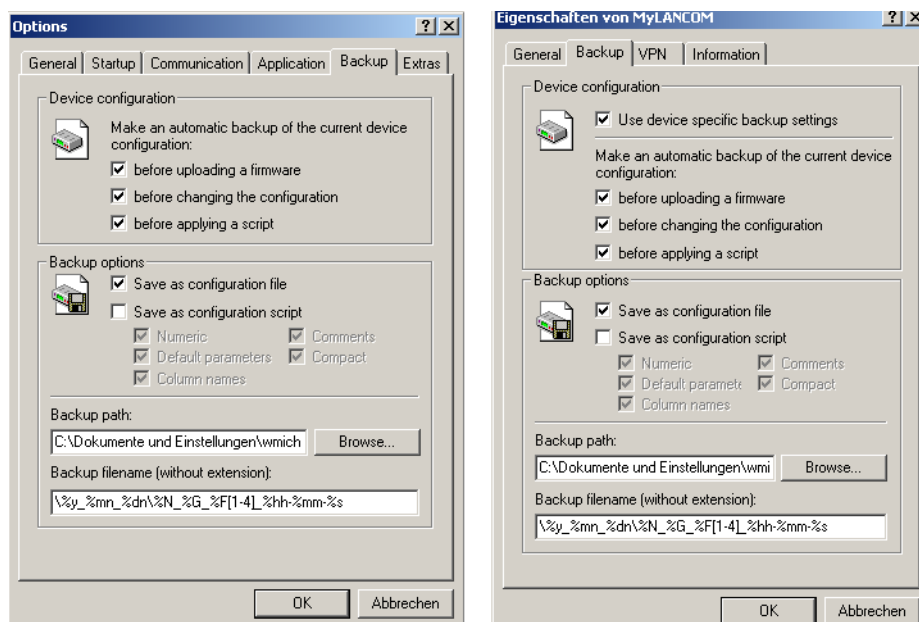 Options
General Startup Communication Application Backup Extras
Device configuration
Make an automatic backup of the current device
configuration:
before uploading a firmware
before changing the configuration
before applying a script
Backup options
Save as configuration file
Save as configuration script
Numeric Comments
Default parameters Compact
Column names
Backup path:
C:\Dokumente und Einstellungen\wmich Browse...
Backup filename (without extension):
\%y_%mn_%dn\%N_%G_%F[1-4]_%hh-%mm-%s
OK Abbrechen
Eigenschaften von MyLANCOM
General Backup VPN Information
Device configuration
Use device specific backup settings
Make an automatic backup of the current device
configuration:
before uploading a firmware
before changing the configuration
before applying a script
Backup options
Save as configuration file
Save as configuration script
Numeric Comments
Default paramete Compact
Column names
Backup path:
C:\Dokumente und Einstellungen\wmi Browse...
Backup filename (without extension):
\%y_%mn_%dn\%N_%G_%F[1-4]_%hh-%mm-%s
OK Abbrechen